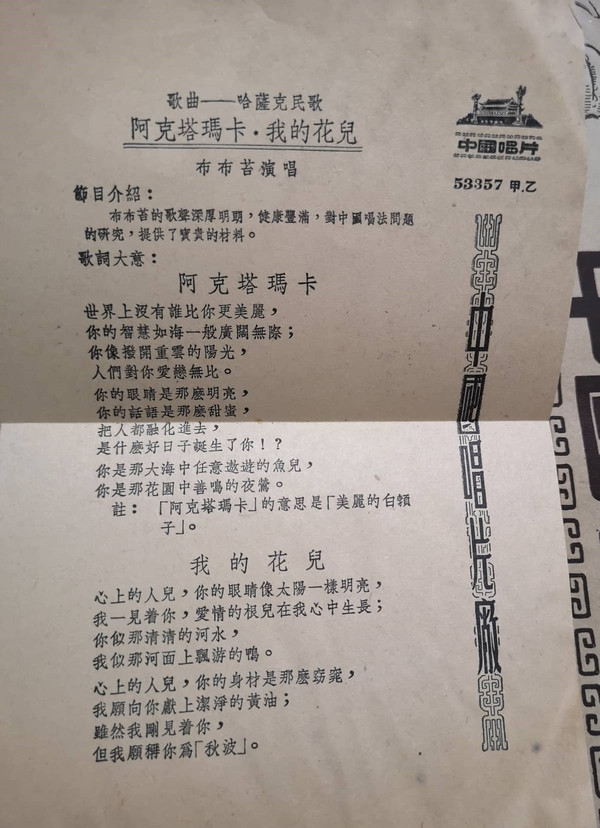 歌曲——哈薩克民歌
阿克塔瑪卡·我的花兒
布布苔演唱
中國唱片
53357 甲.乙
節目介紹：
布布苔的歌聲深厚明朗，健康豐滿，對中國唱法問題
的研究，提供了寶貴的材料。
歌詞大意：
阿克塔瑪卡
世界上沒有誰比你更美麗，
你的智慧如海一般廣闊無際；
你像撥開重雲的陽光，
人們對你愛戀無比。
你的眼睛是那麼明亮，
你的話語是那麼甜蜜，
把人都融化進去，
是什麼好日子誕生了你！？
你是那大海中任意遨遊的魚兒，
你是那花園中善鳴的夜鶯。
註：「阿克塔瑪卡」的意思是「美麗的白領
子」。
我的花兒
心上的人兒，你的眼睛像太陽一樣明亮，
我一見着你，愛情的根兒在我心中生長；
你似那清清的河水，
我似那河面上飄游的鴨。
心上的人兒，你的身材是那麼窈窕，
我願向你獻上潔淨的黃油；
雖然我剛見着你，
但我願稱你爲「秋波」。
中國唱片廠